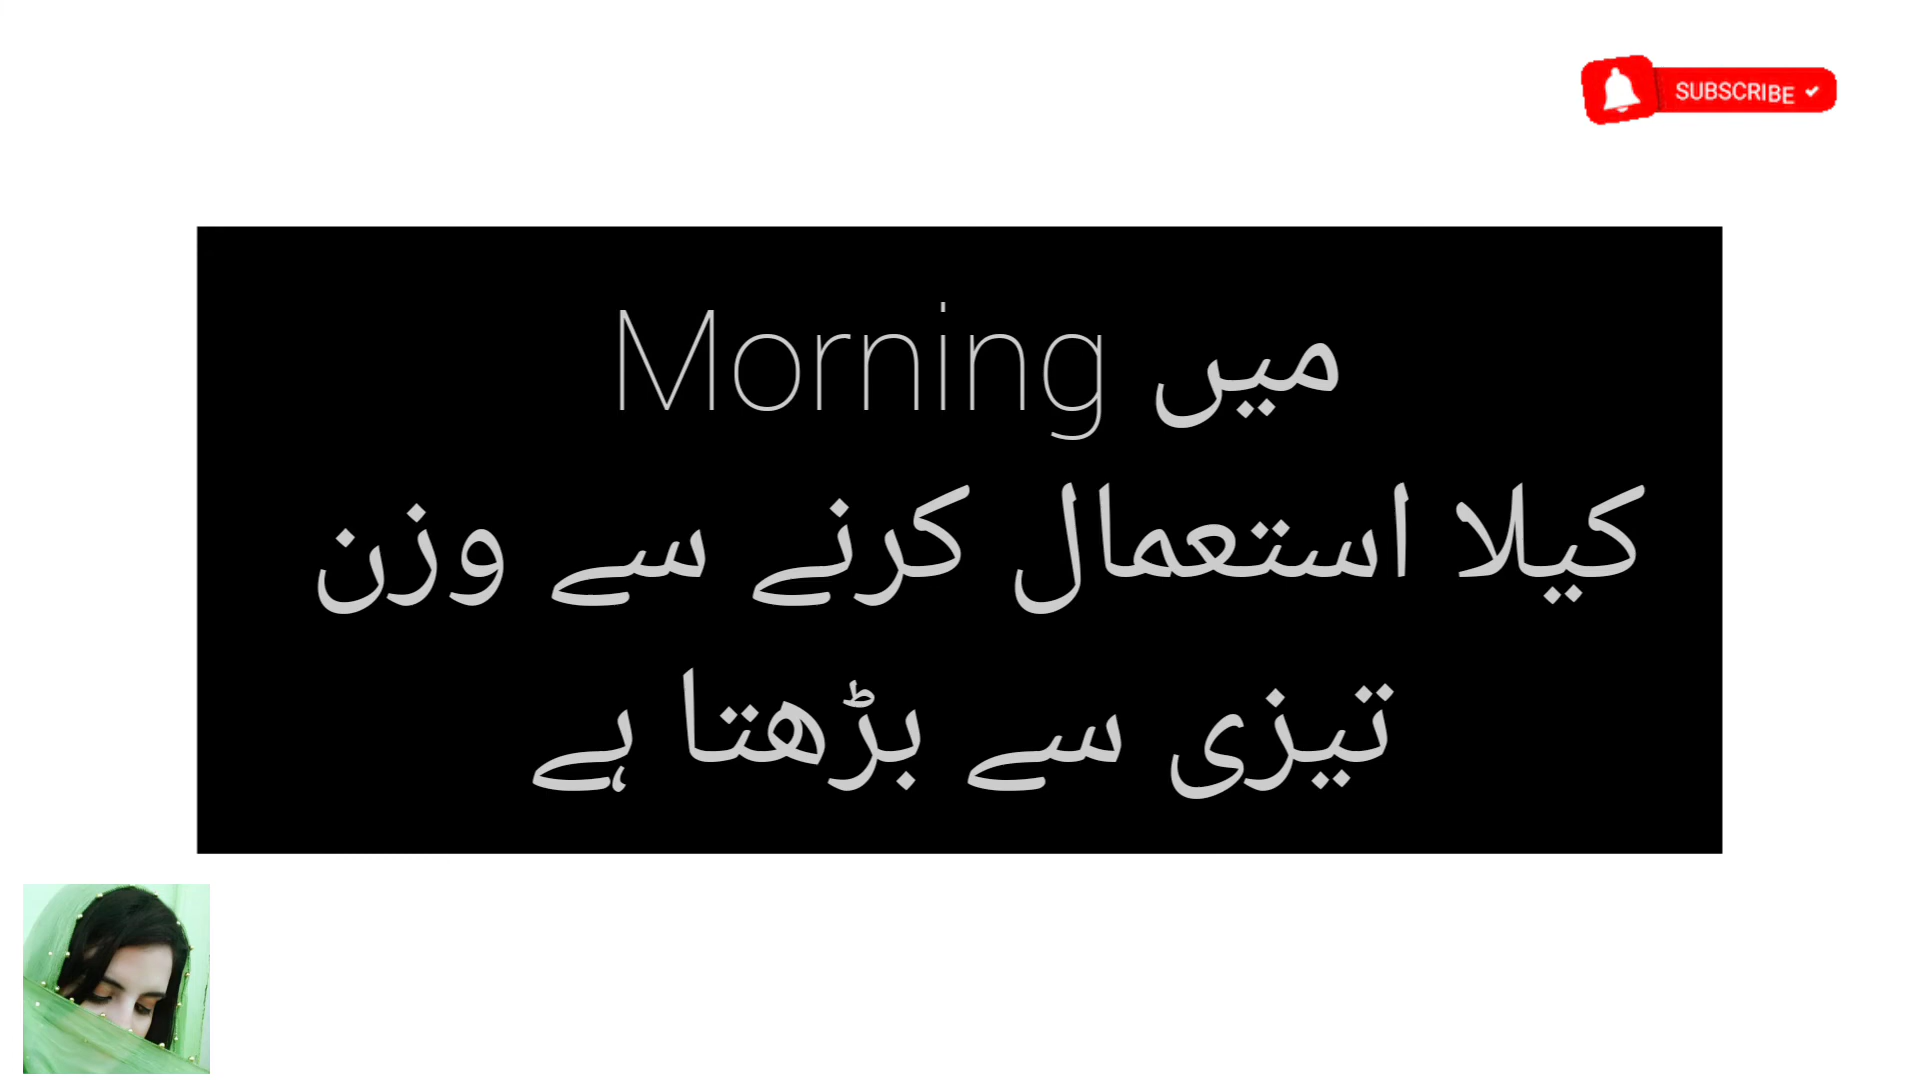 SUBSCRIBE
Morning میں
کیلا استعمال کرنے سے وزن
تیزی سے بڑھتا ہے